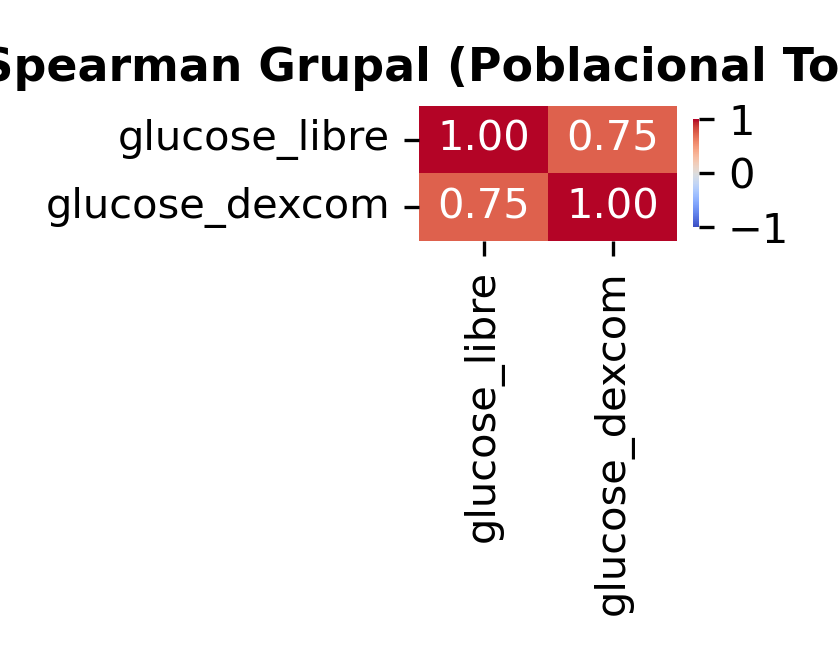 Spearman Grupal (Poblacional To
glucose_libre 1.00 0.75 1
0
glucose_dexcom 0.75 1.00 −1
glucose_libre
glucose_dexcom